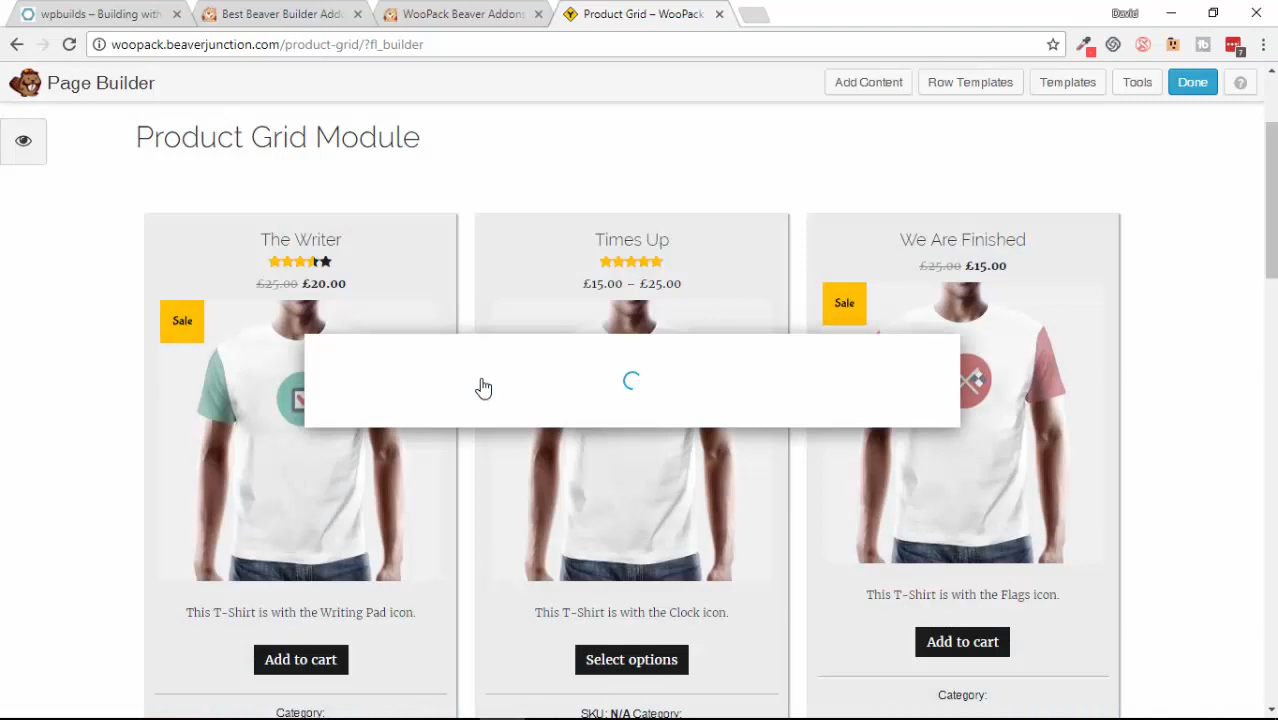 wpbuilds – Building with
Best Beaver Builder Add
WooPack Beaver Addons
Product Grid – WooPack
David
woopack.beaverjunction.com/product-grid/?fl_builder
7
Page Builder
Add Content
Row Templates
Templates
Tools
Done
?
Product Grid Module
The Writer
£25.00 £20.00
Sale
This T-Shirt is with the Writing Pad icon.
Add to cart
Category:
Times Up
£15.00 – £25.00
This T-Shirt is with the Clock icon.
Select options
SKU: N/A Category:
We Are Finished
£25.00 £15.00
Sale
This T-Shirt is with the Flags icon.
Add to cart
Category: